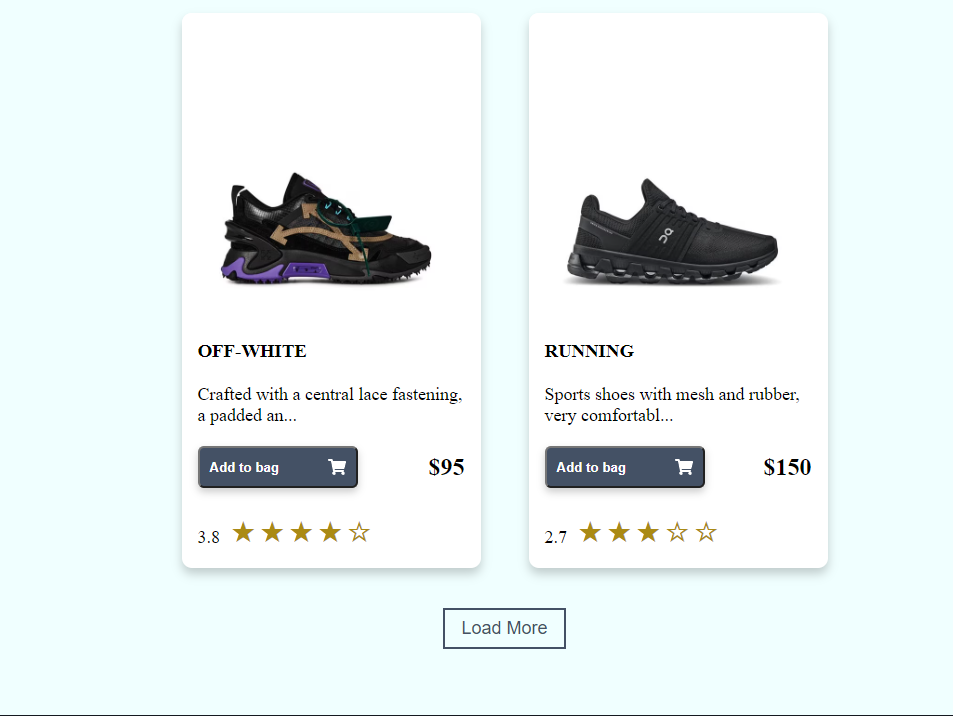 OFF-WHITE
Crafted with a central lace fastening,
a padded an...
Add to bag
$95
3.8 ★ ★ ★ ★ ☆
RUNNING
Sports shoes with mesh and rubber,
very comfortabl...
Add to bag
$150
2.7 ★ ★ ★ ☆ ☆
Load More